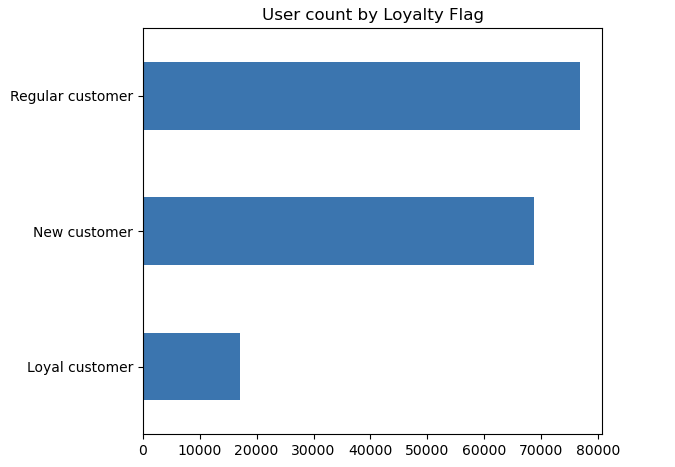 User count by Loyalty Flag
Regular customer
New customer
Loyal customer
0 10000 20000 30000 40000 50000 60000 70000 80000